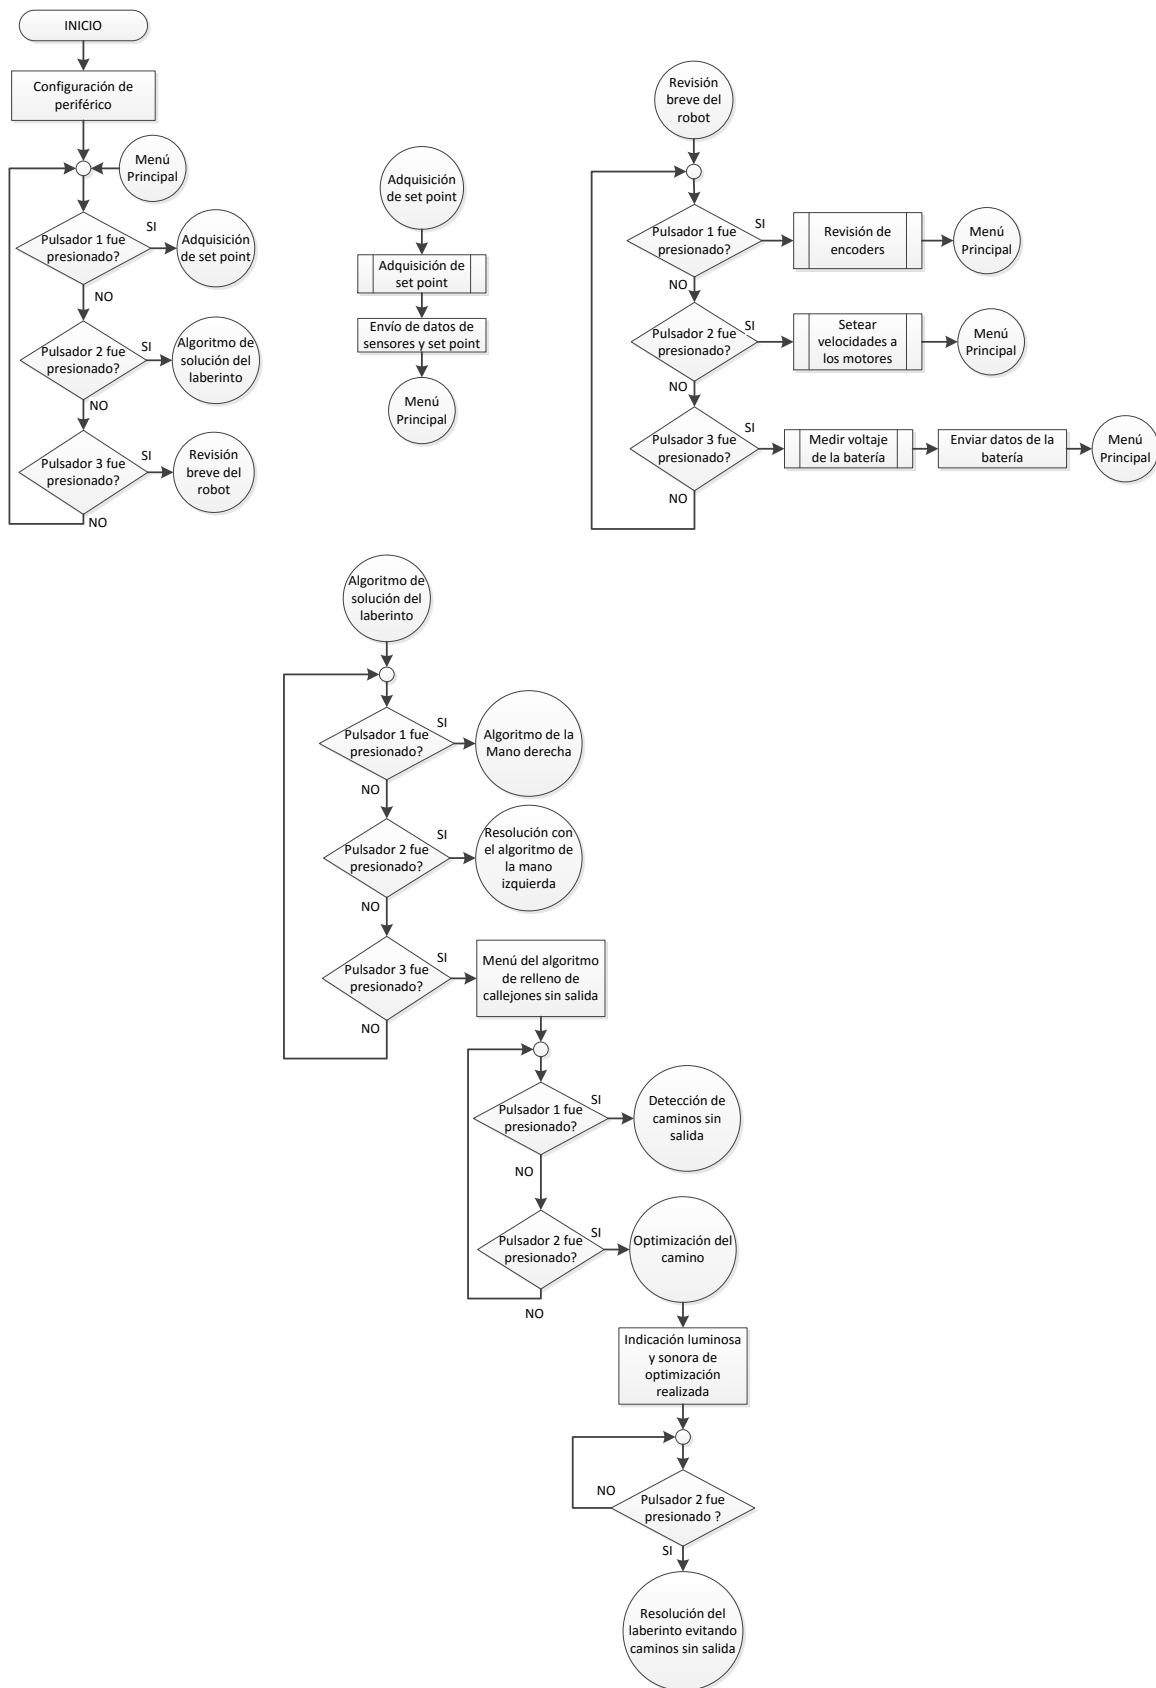 INICIO
Configuración de
periférico
Menú
Principal
Pulsador 1 fue
presionado?
SI
Adquisición
de set point
NO
Pulsador 2 fue
presionado?
SI
Algoritmo de
solución del
laberinto
NO
Pulsador 3 fue
presionado?
SI
Revisión
breve del
robot
NO
Adquisición
de set point
Adquisición de
set point
Envío de datos de
sensores y set point
Menú
Principal
Revisión
breve del
robot
Pulsador 1 fue
presionado?
SI
Revisión de
encoders
Menú
Principal
NO
Pulsador 2 fue
presionado?
SI
Setear
velocidades a
los motores
Menú
Principal
NO
Pulsador 3 fue
presionado?
SI
Medir voltaje
de la batería
Enviar datos de la
batería
Menú
Principal
NO
Algoritmo de
solución del
laberinto
Pulsador 1 fue
presionado?
SI
Algoritmo de la
Mano derecha
NO
Pulsador 2 fue
presionado?
SI
Resolución con
el algoritmo de
la mano
izquierda
NO
Pulsador 3 fue
presionado?
SI
Menú del algoritmo
de relleno de
callejones sin salida
NO
Pulsador 1 fue
presionado?
SI
Detección de
caminos sin
salida
NO
Pulsador 2 fue
presionado?
SI
Optimización del
camino
NO
Indicación luminosa
y sonora de
optimización
realizada
NO
Pulsador 2 fue
presionado ?
SI
Resolución del
laberinto evitando
caminos sin salida